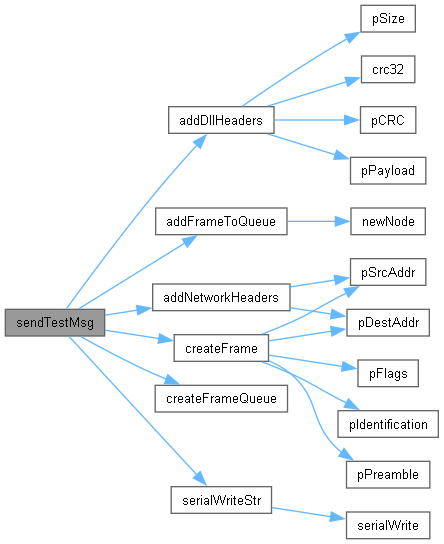 sendTestMsg
addDllHeaders
addFrameToQueue
addNetworkHeaders
createFrame
createFrameQueue
serialWriteStr
pSize
crc32
pCRC
pPayload
newNode
pSrcAddr
pDestAddr
pFlags
pIdentification
pPreamble
serialWrite